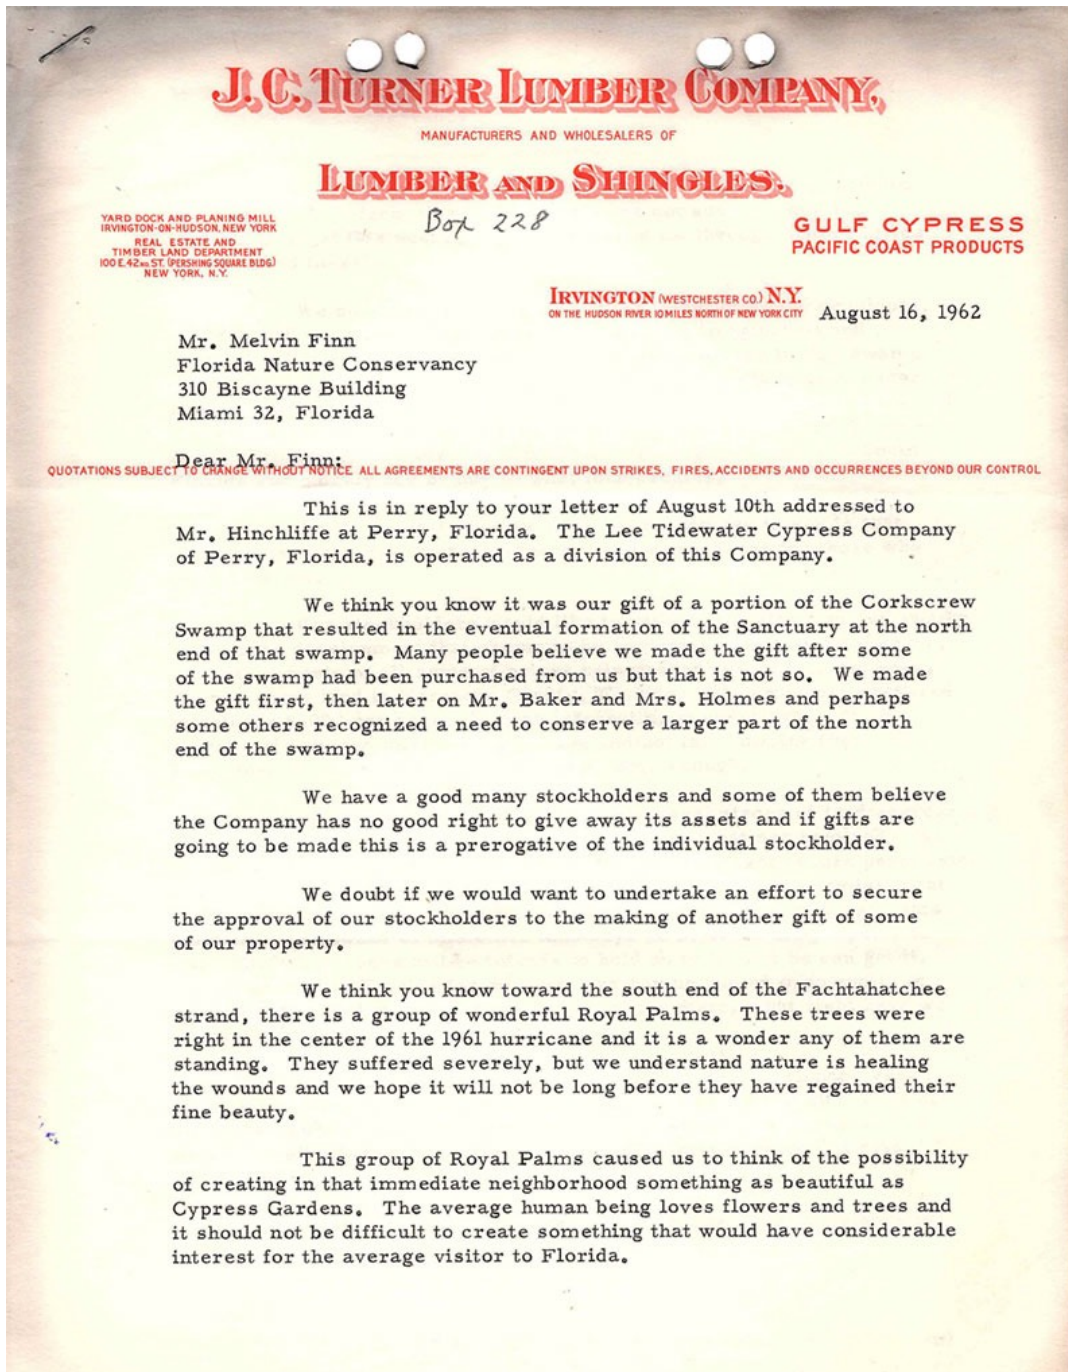 J.C. TURNER LUMBER COMPANY,
MANUFACTURERS AND WHOLESALERS OF
LUMBER AND SHINGLES.
Box 228
YARD DOCK AND PLANING MILL
IRVINGTON-ON-HUDSON, NEW YORK
REAL ESTATE AND
TIMBER LAND DEPARTMENT
100 E. 42ND ST. (PERSHING SQUARE BLDG.)
NEW YORK, N.Y.
GULF CYPRESS
PACIFIC COAST PRODUCTS
IRVINGTON (WESTCHESTER CO.) N.Y.
ON THE HUDSON RIVER 10 MILES NORTH OF NEW YORK CITY
August 16, 1962
Mr. Melvin Finn
Florida Nature Conservancy
310 Biscayne Building
Miami 32, Florida
Dear Mr. Finn:
QUOTATIONS SUBJECT TO CHANGE WITHOUT NOTICE ALL AGREEMENTS ARE CONTINGENT UPON STRIKES, FIRES, ACCIDENTS AND OCCURRENCES BEYOND OUR CONTROL
This is in reply to your letter of August 10th addressed to
Mr. Hinchliffe at Perry, Florida. The Lee Tidewater Cypress Company
of Perry, Florida, is operated as a division of this Company.
We think you know it was our gift of a portion of the Corkscrew
Swamp that resulted in the eventual formation of the Sanctuary at the north
end of that swamp. Many people believe we made the gift after some
of the swamp had been purchased from us but that is not so. We made
the gift first, then later on Mr. Baker and Mrs. Holmes and perhaps
some others recognized a need to conserve a larger part of the north
end of the swamp.
We have a good many stockholders and some of them believe
the Company has no good right to give away its assets and if gifts are
going to be made this is a prerogative of the individual stockholder.
We doubt if we would want to undertake an effort to secure
the approval of our stockholders to the making of another gift of some
of our property.
We think you know toward the south end of the Fachtahatchee
strand, there is a group of wonderful Royal Palms. These trees were
right in the center of the 1961 hurricane and it is a wonder any of them are
standing. They suffered severely, but we understand nature is healing
the wounds and we hope it will not be long before they have regained their
fine beauty.
This group of Royal Palms caused us to think of the possibility
of creating in that immediate neighborhood something as beautiful as
Cypress Gardens. The average human being loves flowers and trees and
it should not be difficult to create something that would have considerable
interest for the average visitor to Florida.